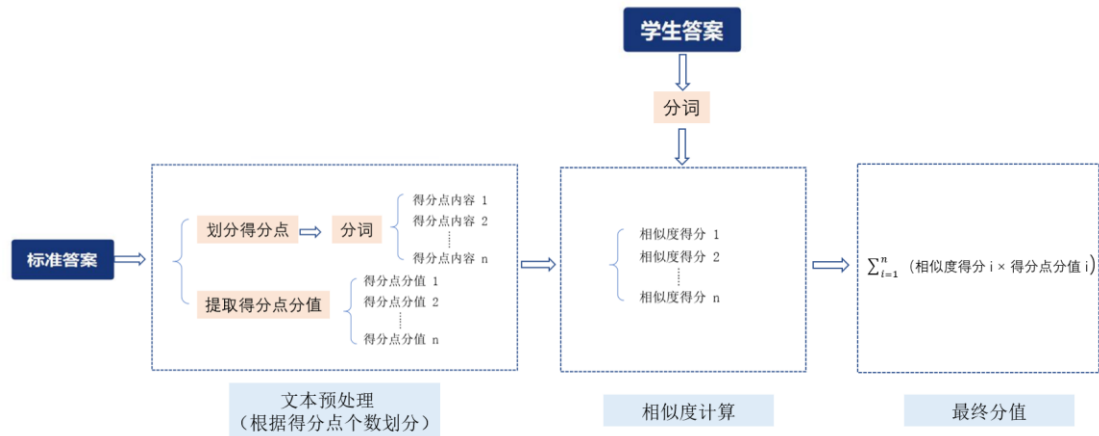 学生答案
分词
标准答案
划分得分点
分词
得分点内容 1
得分点内容 2
得分点内容 n
提取得分点分值
得分点分值 1
得分点分值 2
得分点分值 n
相似度得分 1
相似度得分 2
相似度得分 n
∑ⁿᵢ₌₁（相似度得分 i × 得分点分值 i）
文本预处理
（根据得分点个数划分）
相似度计算
最终分值